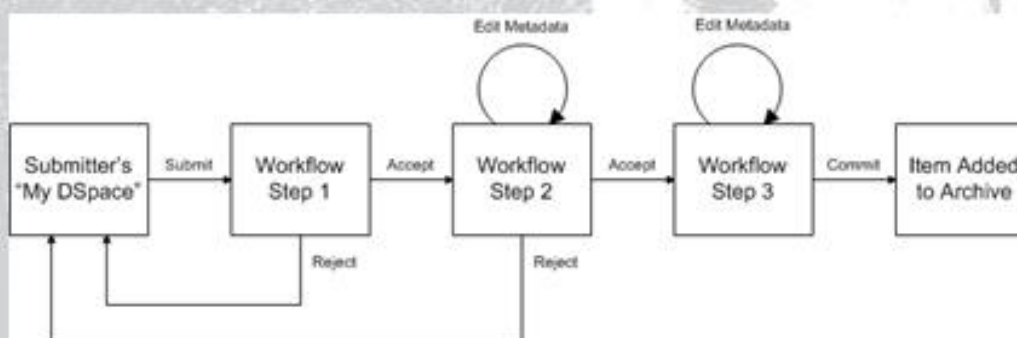 Edit Metadata
Edit Metadata
Submitter's
"My DSpace"
Submit
Workflow
Step 1
Accept
Workflow
Step 2
Accept
Workflow
Step 3
Commit
Item Added
to Archive
Reject
Reject